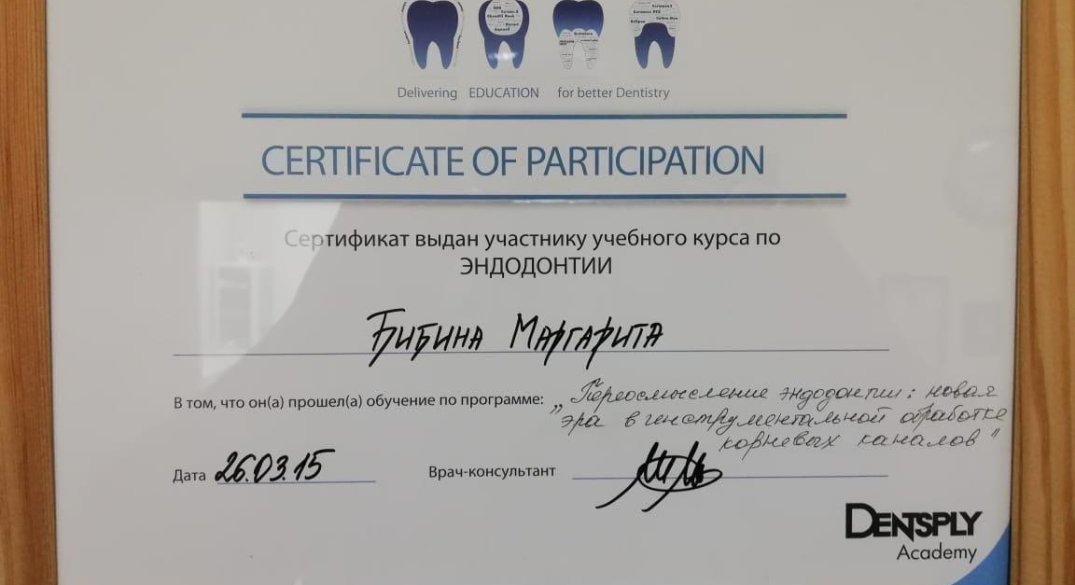 Delivering EDUCATION for better Dentistry
CERTIFICATE OF PARTICIPATION
Сертификат выдан участнику учебного курса по
ЭНДОДОНТИИ
Бибина Маргарита
В том, что он(а) прошел(а) обучение по программе: „Переосмысление эндодонтии: новая
эра в инструментальной обработке
корневых каналов"
Дата 26.03.15 Врач-консультант
DENTSPLY
Academy